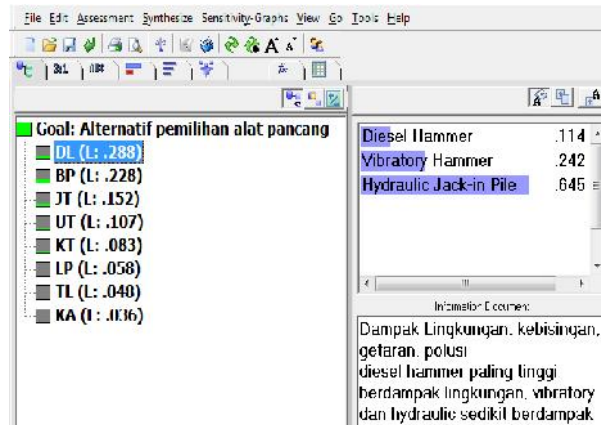 File Edit Assessment Synthesize Sensitivity-Graphs View Go Tools Help
Goal: Alternatif pemilihan alat pancang
DL (L: .288)
BP (L: .228)
JT (L: .152)
UT (L: .107)
KT (L: .083)
LP (L: .058)
TL (L: .048)
KA (L: .036)
Diesel Hammer .114
Vibratory Hammer .242
Hydraulic Jack-in Pile .645
Information Document
Dampak Lingkungan. kebisingan,
getaran. polusi
diesel hammer paling tinggi
berdampak lingkungan, vibratory
dan hydraulic sedikit berdampak